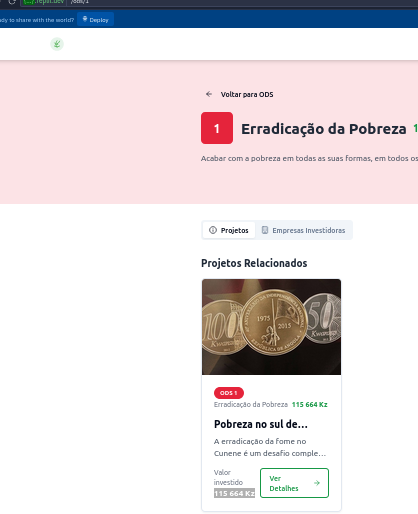 .replit.dev /ods/1
dy to share with the world? Deploy
Voltar para ODS
1 Erradicação da Pobreza 1
Acabar com a pobreza em todas as suas formas, em todos os
Projetos Empresas Investidoras
Projetos Relacionados
100 Kwanzas
1975 2015
REPÚBLICA DE ANGOLA
50 Kwanzas
ODS 1
Erradicação da Pobreza 115 664 Kz
Pobreza no sul de...
A erradicação da fome no
Cunene é um desafio comple...
Valor
investido
115 664 Kz
Ver
Detalhes